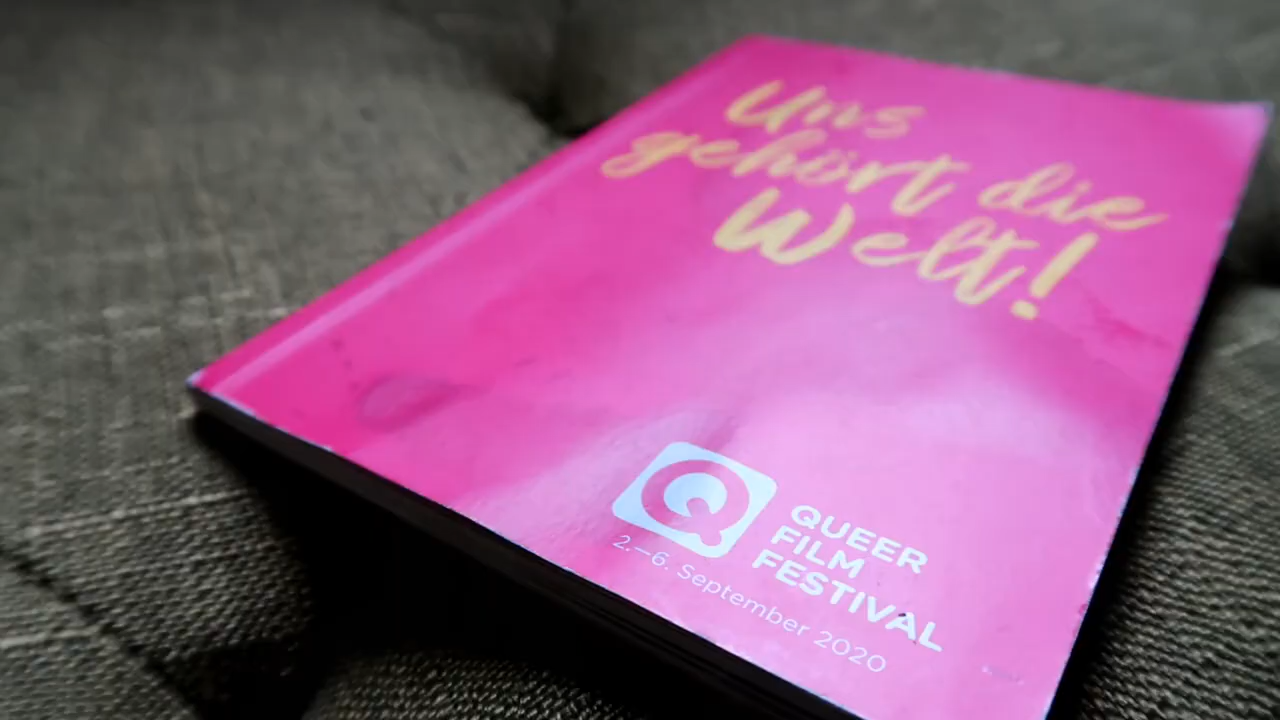 Uns
gehört die
Welt!
Q
QUEER
FILM
FESTIVAL
2.–6. September 2020